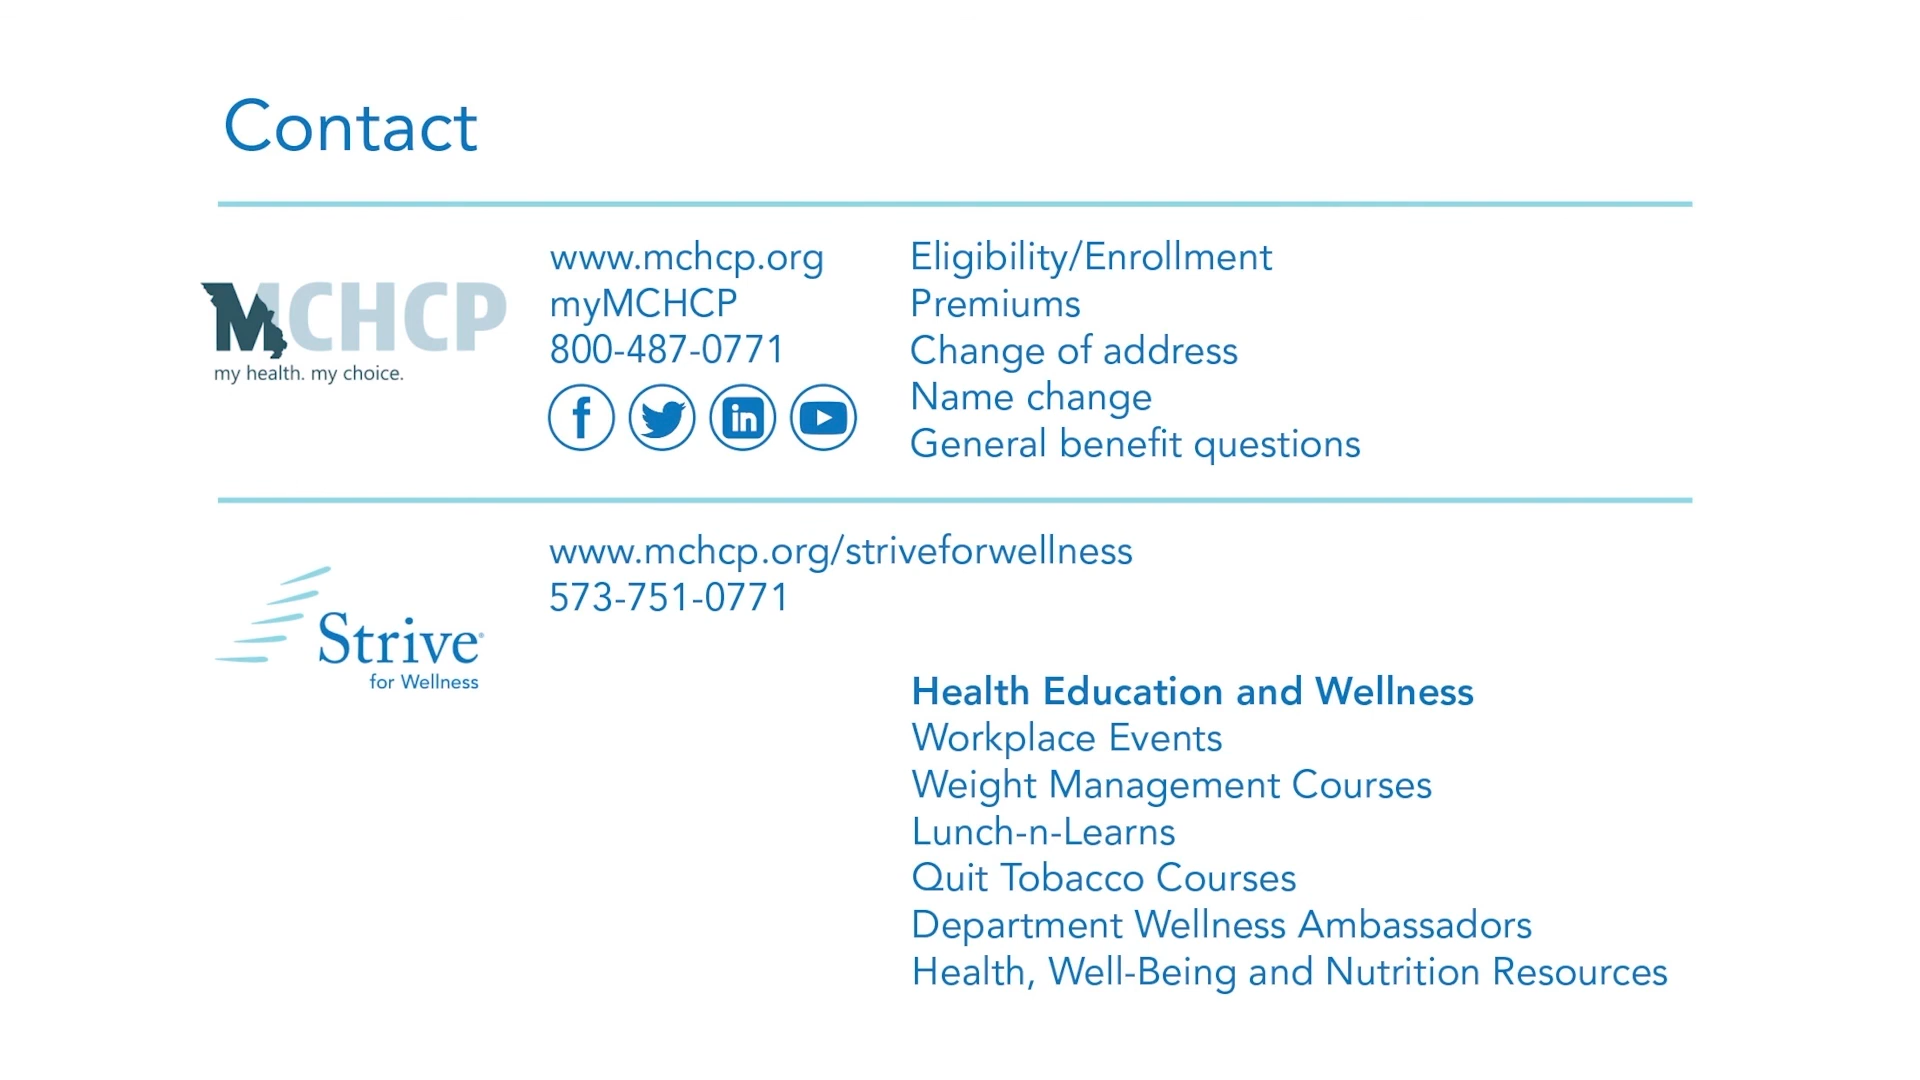 Contact
MCHCP
my health. my choice.
www.mchcp.org
myMCHCP
800-487-0771
f
in
Eligibility/Enrollment
Premiums
Change of address
Name change
General benefit questions
Strive®
for Wellness
www.mchcp.org/striveforwellness
573-751-0771
Health Education and Wellness
Workplace Events
Weight Management Courses
Lunch-n-Learns
Quit Tobacco Courses
Department Wellness Ambassadors
Health, Well-Being and Nutrition Resources